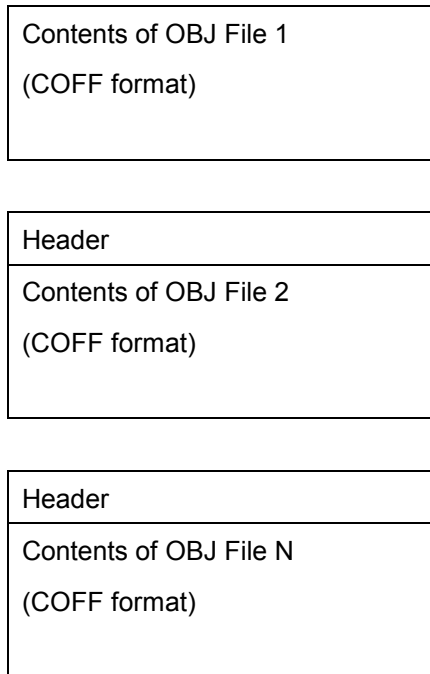 Contents of OBJ File 1
(COFF format)
Header
Contents of OBJ File 2
(COFF format)
Header
Contents of OBJ File N
(COFF format)